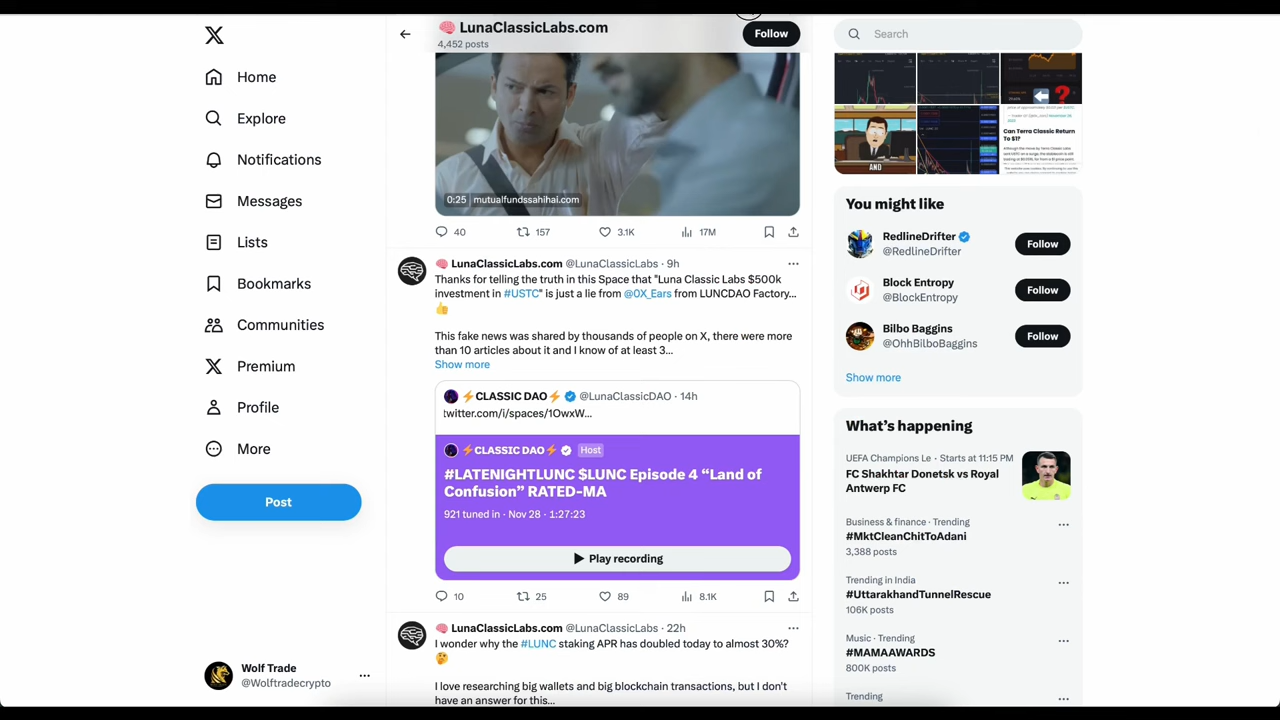 Home
Explore
Notifications
Messages
Lists
Bookmarks
Communities
Premium
Profile
More
Post
Wolf Trade
@Wolftradecrypto
LunaClassicLabs.com
4,452 posts
Follow
0:25 mutualfundssahihai.com
40 157 3.1K 17M
LunaClassicLabs.com @LunaClassicLabs · 9h
Thanks for telling the truth in this Space that "Luna Classic Labs $500k
investment in #USTC" is just a lie from @0X_Ears from LUNCDAO Factory...
This fake news was shared by thousands of people on X, there were more
than 10 articles about it and I know of at least 3...
Show more
⚡CLASSIC DAO⚡ @LunaClassicDAO · 14h
twitter.com/i/spaces/1OwxW...
⚡CLASSIC DAO⚡ Host
#LATENIGHTLUNC $LUNC Episode 4 “Land of
Confusion” RATED-MA
921 tuned in · Nov 28 · 1:27:23
Play recording
10 25 89 8.1K
LunaClassicLabs.com @LunaClassicLabs · 22h
I wonder why the #LUNC staking APR has doubled today to almost 30%?
I love researching big wallets and big blockchain transactions, but I don't
have an answer for this...
Search
AND
Can Terra Classic Return
To $1?
You might like
RedlineDrifter
@RedlineDrifter
Follow
Block Entropy
@BlockEntropy
Follow
Bilbo Baggins
@OhhBilboBaggins
Follow
Show more
What’s happening
UEFA Champions Le · Starts at 11:15 PM
FC Shakhtar Donetsk vs Royal
Antwerp FC
Business & finance · Trending
#MktCleanChitToAdani
3,388 posts
Trending in India
#UttarakhandTunnelRescue
106K posts
Music · Trending
#MAMAAWARDS
800K posts
Trending